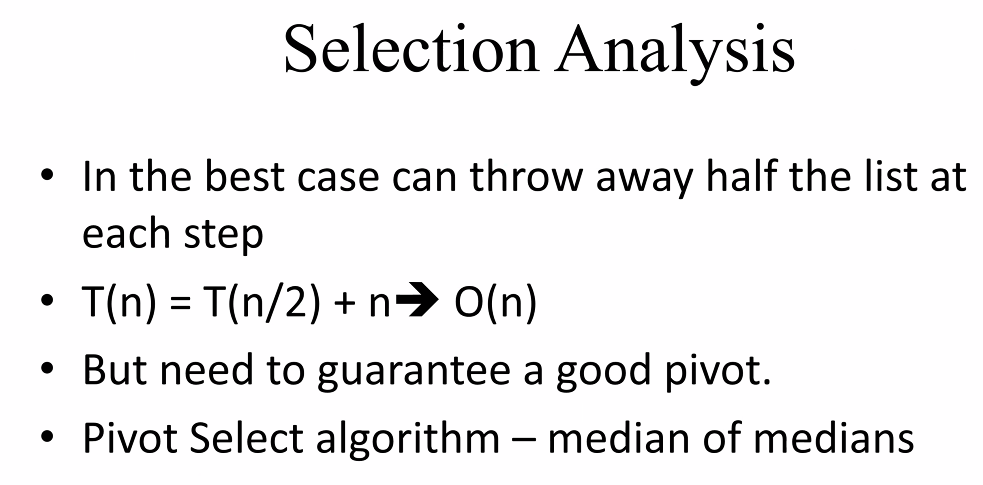 Selection Analysis
• In the best case can throw away half the list at
each step
• T(n) = T(n/2) + n➔ O(n)
• But need to guarantee a good pivot.
• Pivot Select algorithm – median of medians